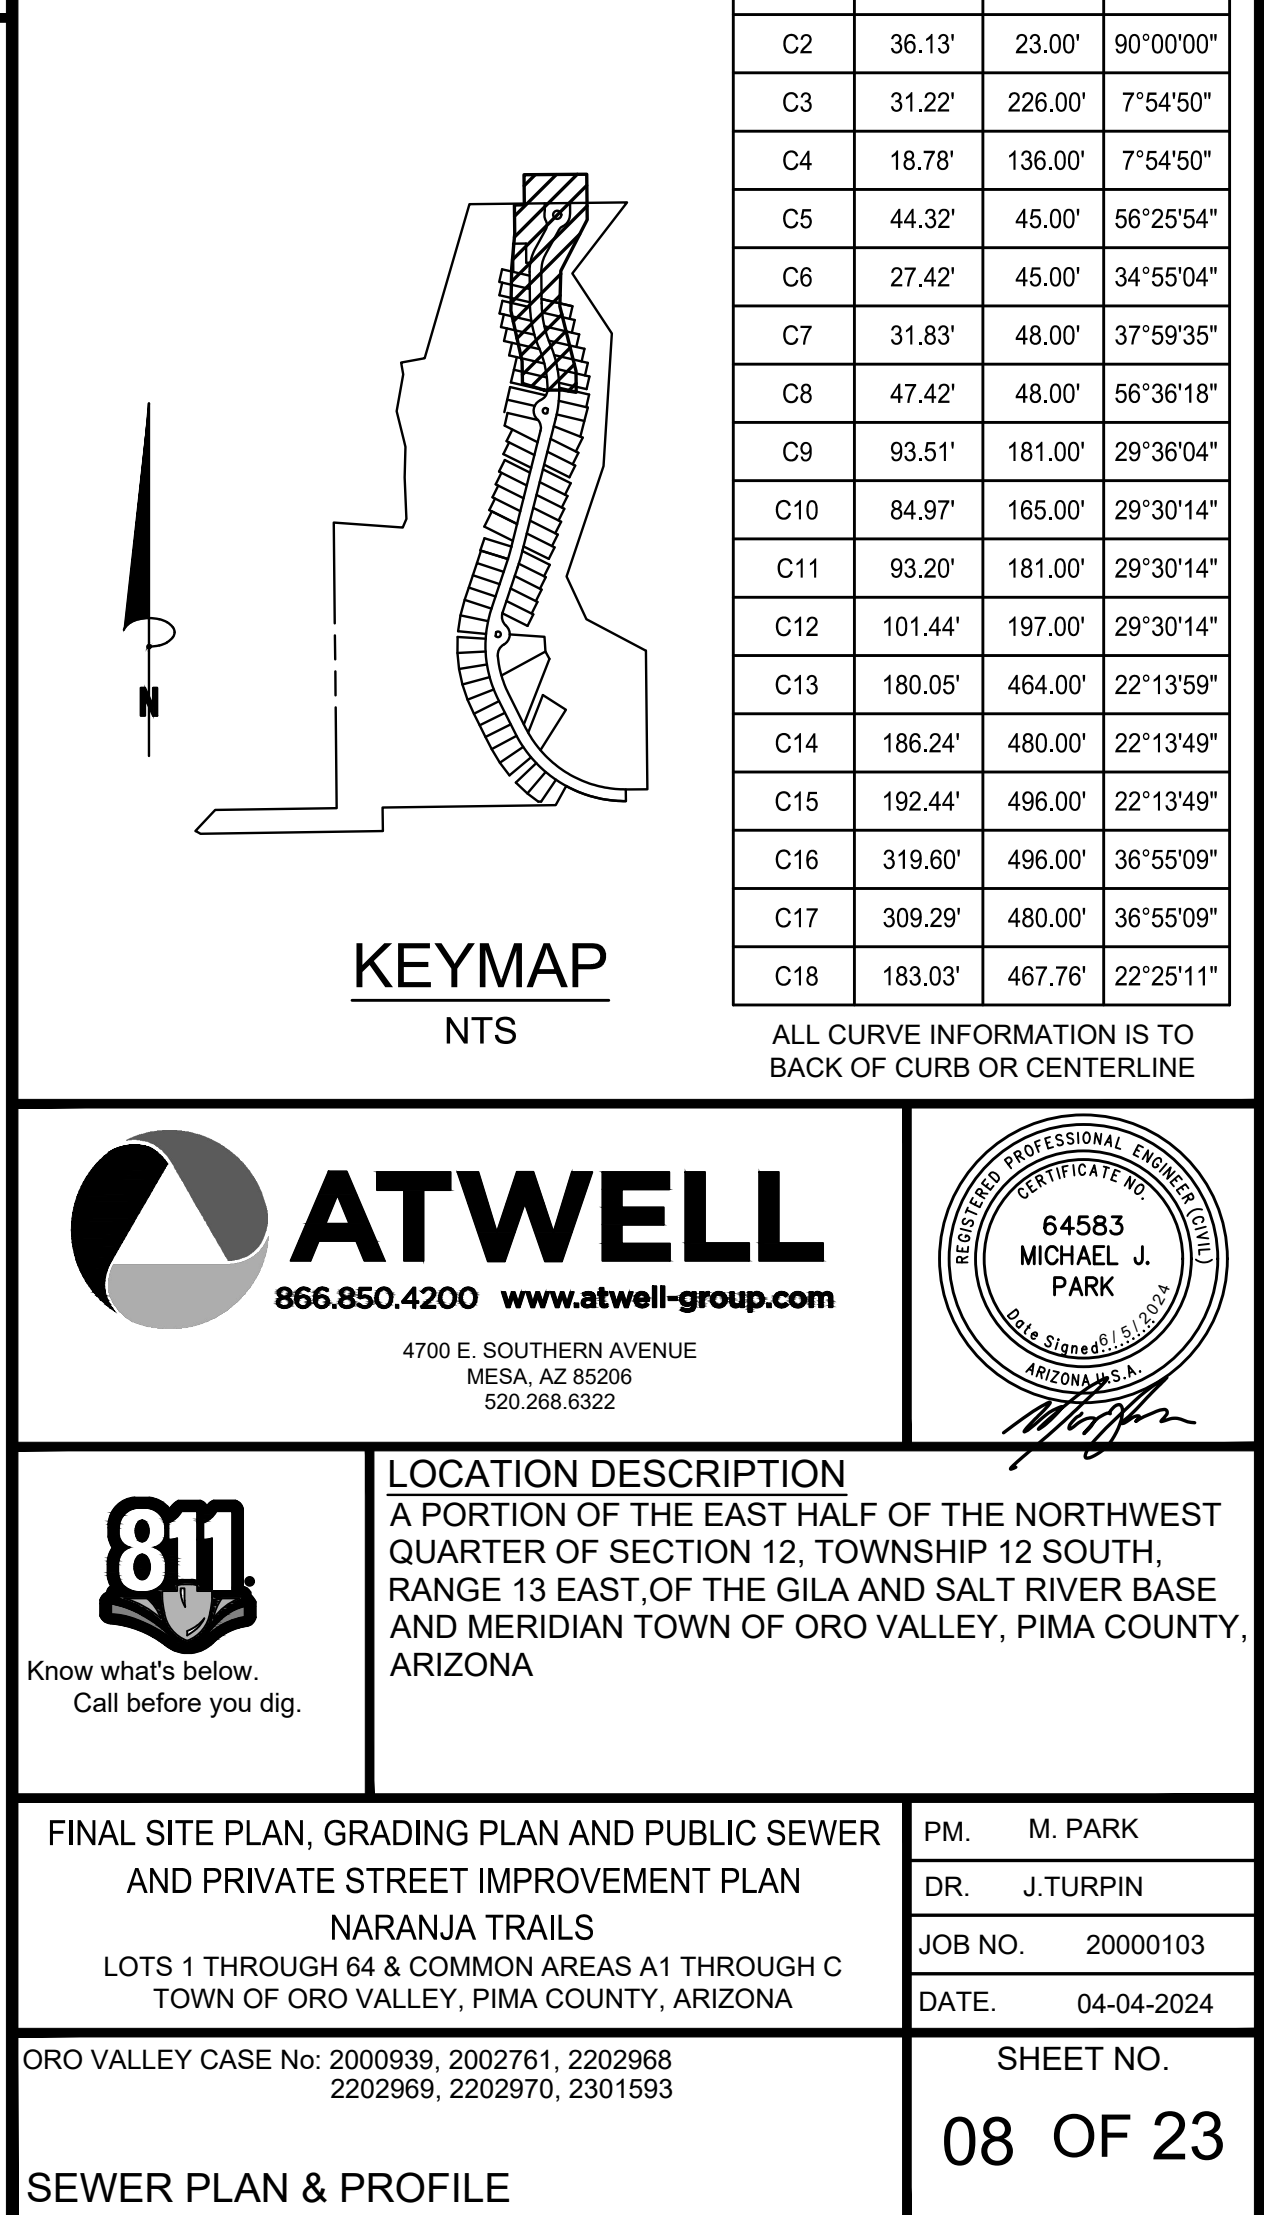 C2 36.13' 23.00' 90°00'00"
C3 31.22' 226.00' 7°54'50"
C4 18.78' 136.00' 7°54'50"
C5 44.32' 45.00' 56°25'54"
C6 27.42' 45.00' 34°55'04"
C7 31.83' 48.00' 37°59'35"
C8 47.42' 48.00' 56°36'18"
C9 93.51' 181.00' 29°36'04"
C10 84.97' 165.00' 29°30'14"
C11 93.20' 181.00' 29°30'14"
C12 101.44' 197.00' 29°30'14"
C13 180.05' 464.00' 22°13'59"
C14 186.24' 480.00' 22°13'49"
C15 192.44' 496.00' 22°13'49"
C16 319.60' 496.00' 36°55'09"
C17 309.29' 480.00' 36°55'09"
C18 183.03' 467.76' 22°25'11"
ALL CURVE INFORMATION IS TO
BACK OF CURB OR CENTERLINE
N
KEYMAP
NTS
ATWELL
866.850.4200 www.atwell-group.com
4700 E. SOUTHERN AVENUE
MESA, AZ 85206
520.268.6322
REGISTERED PROFESSIONAL ENGINEER (CIVIL)
CERTIFICATE NO.
64583
MICHAEL J.
PARK
Date Signed 6/5/2024
ARIZONA U.S.A.
811
Know what's below.
Call before you dig.
LOCATION DESCRIPTION
A PORTION OF THE EAST HALF OF THE NORTHWEST
QUARTER OF SECTION 12, TOWNSHIP 12 SOUTH,
RANGE 13 EAST,OF THE GILA AND SALT RIVER BASE
AND MERIDIAN TOWN OF ORO VALLEY, PIMA COUNTY,
ARIZONA
FINAL SITE PLAN, GRADING PLAN AND PUBLIC SEWER
AND PRIVATE STREET IMPROVEMENT PLAN
NARANJA TRAILS
LOTS 1 THROUGH 64 & COMMON AREAS A1 THROUGH C
TOWN OF ORO VALLEY, PIMA COUNTY, ARIZONA
PM. M. PARK
DR. J.TURPIN
JOB NO. 20000103
DATE. 04-04-2024
ORO VALLEY CASE No: 2000939, 2002761, 2202968
2202969, 2202970, 2301593
SEWER PLAN & PROFILE
SHEET NO.
08 OF 23